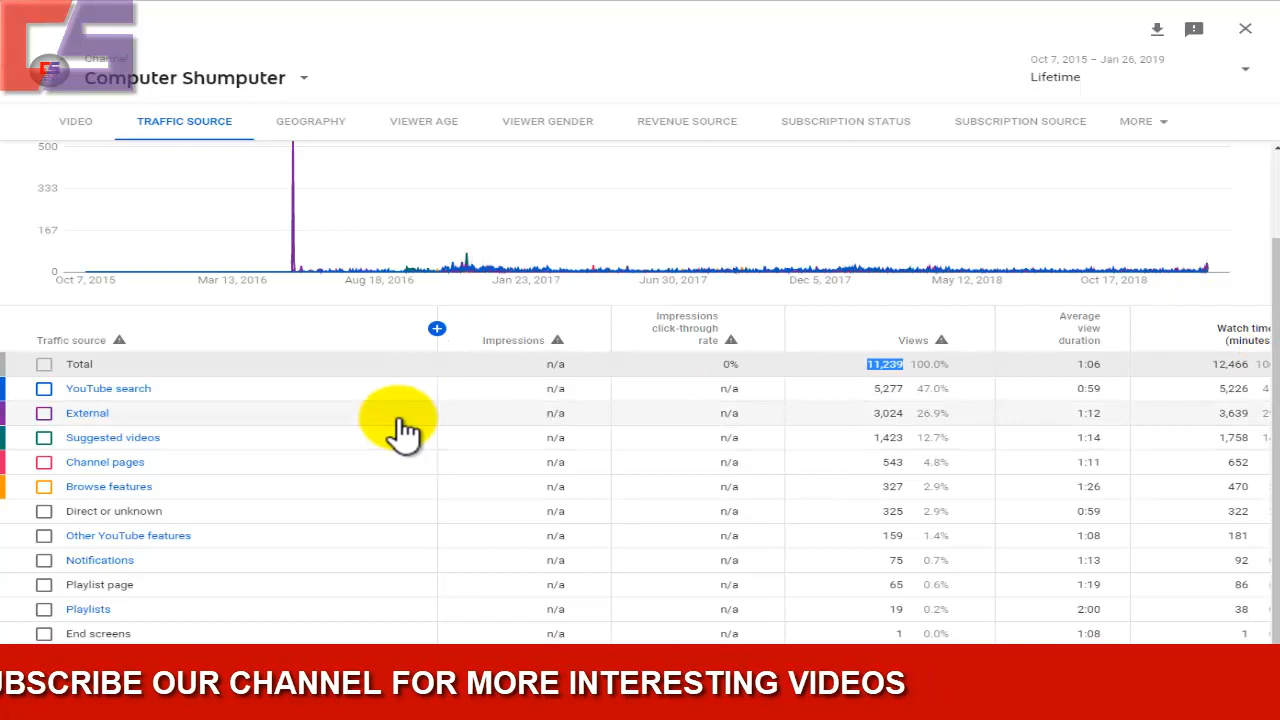 Channel
Computer Shumputer
Oct 7, 2015 – Jan 26, 2019
Lifetime
VIDEO TRAFFIC SOURCE GEOGRAPHY VIEWER AGE VIEWER GENDER REVENUE SOURCE SUBSCRIPTION STATUS SUBSCRIPTION SOURCE MORE
500
333
167
0
Oct 7, 2015 Mar 13, 2016 Aug 18, 2016 Jan 23, 2017 Jun 30, 2017 Dec 5, 2017 May 12, 2018 Oct 17, 2018
Traffic source Impressions Impressions click-through rate Views Average view duration Watch time (minutes
Total n/a 0% 11,239 100.0% 1:06 12,466 10
YouTube search n/a n/a 5,277 47.0% 0:59 5,226 4
External n/a n/a 3,024 26.9% 1:12 3,639 2
Suggested videos n/a n/a 1,423 12.7% 1:14 1,758 1
Channel pages n/a n/a 543 4.8% 1:11 652
Browse features n/a n/a 327 2.9% 1:26 470
Direct or unknown n/a n/a 325 2.9% 0:59 322
Other YouTube features n/a n/a 159 1.4% 1:08 181
Notifications n/a n/a 75 0.7% 1:13 92
Playlist page n/a n/a 65 0.6% 1:19 86
Playlists n/a n/a 19 0.2% 2:00 38
End screens n/a n/a 1 0.0% 1:08 1
UBSCRIBE OUR CHANNEL FOR MORE INTERESTING VIDEOS